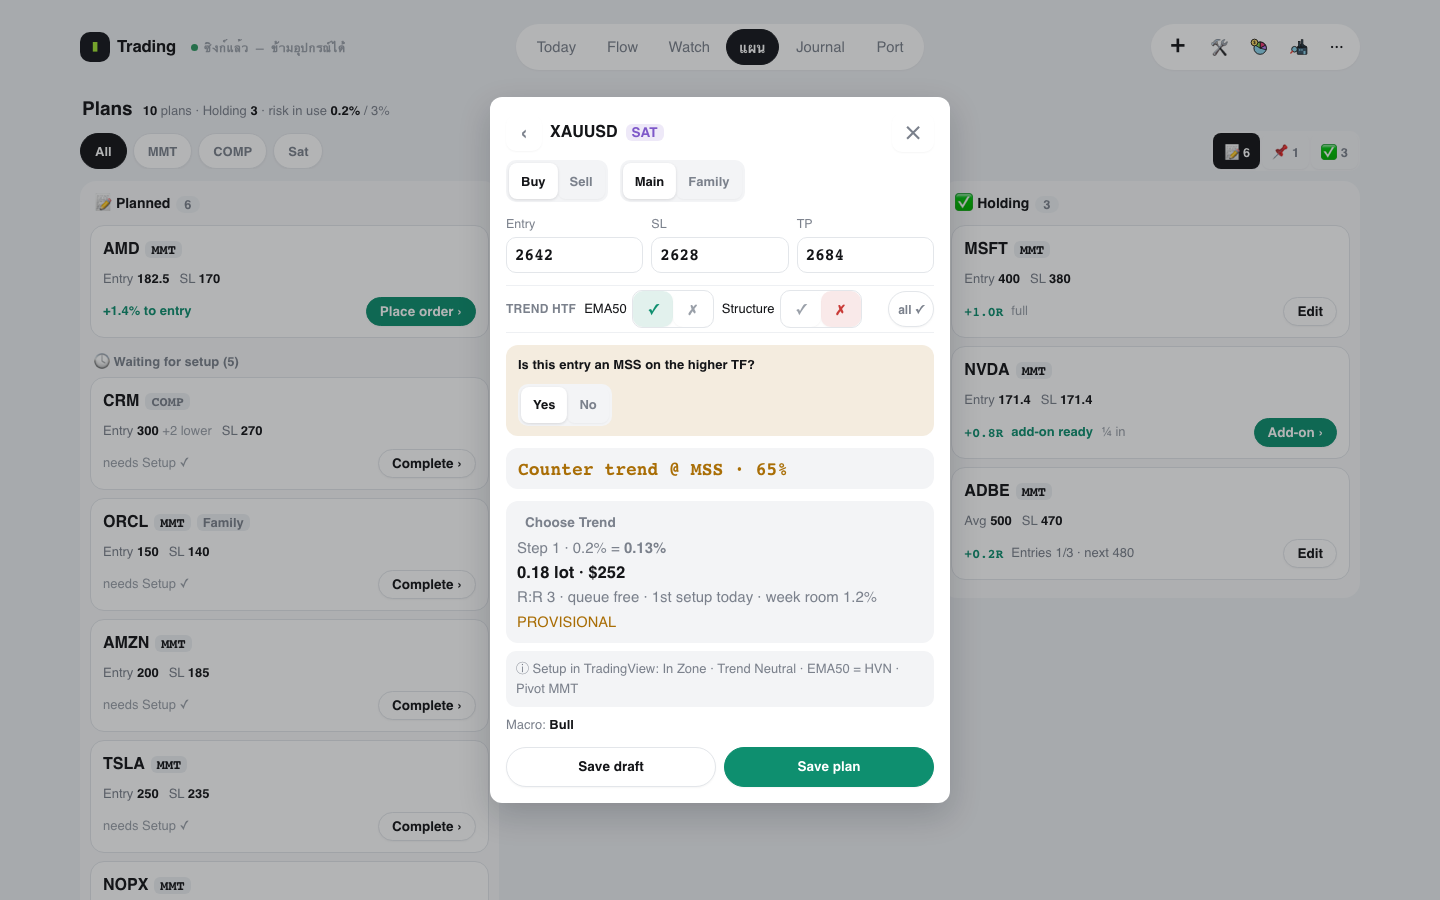 Trading
ซิงก์แล้ว — ข้ามอุปกรณ์ได้
Today Flow Watch แผน Journal Port
+ ···
Plans 10 plans · Holding 3 · risk in use 0.2% / 3%
All MMT COMP Sat
📝 6 📌 1 ✅ 3
📝 Planned 6
AMD MMT
Entry 182.5 SL 170
+1.4% to entry Place order ›
Waiting for setup (5)
CRM COMP
Entry 300 +2 lower SL 270
needs Setup ✓ Complete ›
ORCL MMT Family
Entry 150 SL 140
needs Setup ✓ Complete ›
AMZN MMT
Entry 200 SL 185
needs Setup ✓ Complete ›
TSLA MMT
Entry 250 SL 235
needs Setup ✓ Complete ›
NOPX MMT
‹ XAUUSD SAT ✕
Buy Sell Main Family
Entry SL TP
2642 2628 2684
TREND HTF EMA50 ✓ ✗ Structure ✓ ✗ all ✓
Is this entry an MSS on the higher TF?
Yes No
Counter trend @ MSS · 65%
Choose Trend
Step 1 · 0.2% = 0.13%
0.18 lot · $252
R:R 3 · queue free · 1st setup today · week room 1.2%
PROVISIONAL
ⓘ Setup in TradingView: In Zone · Trend Neutral · EMA50 = HVN ·
Pivot MMT
Macro: Bull
Save draft Save plan
✅ Holding 3
MSFT MMT
Entry 400 SL 380
+1.0R full Edit
NVDA MMT
Entry 171.4 SL 171.4
+0.8R add-on ready ¼ in Add-on ›
ADBE MMT
Avg 500 SL 470
+0.2R Entries 1/3 · next 480 Edit